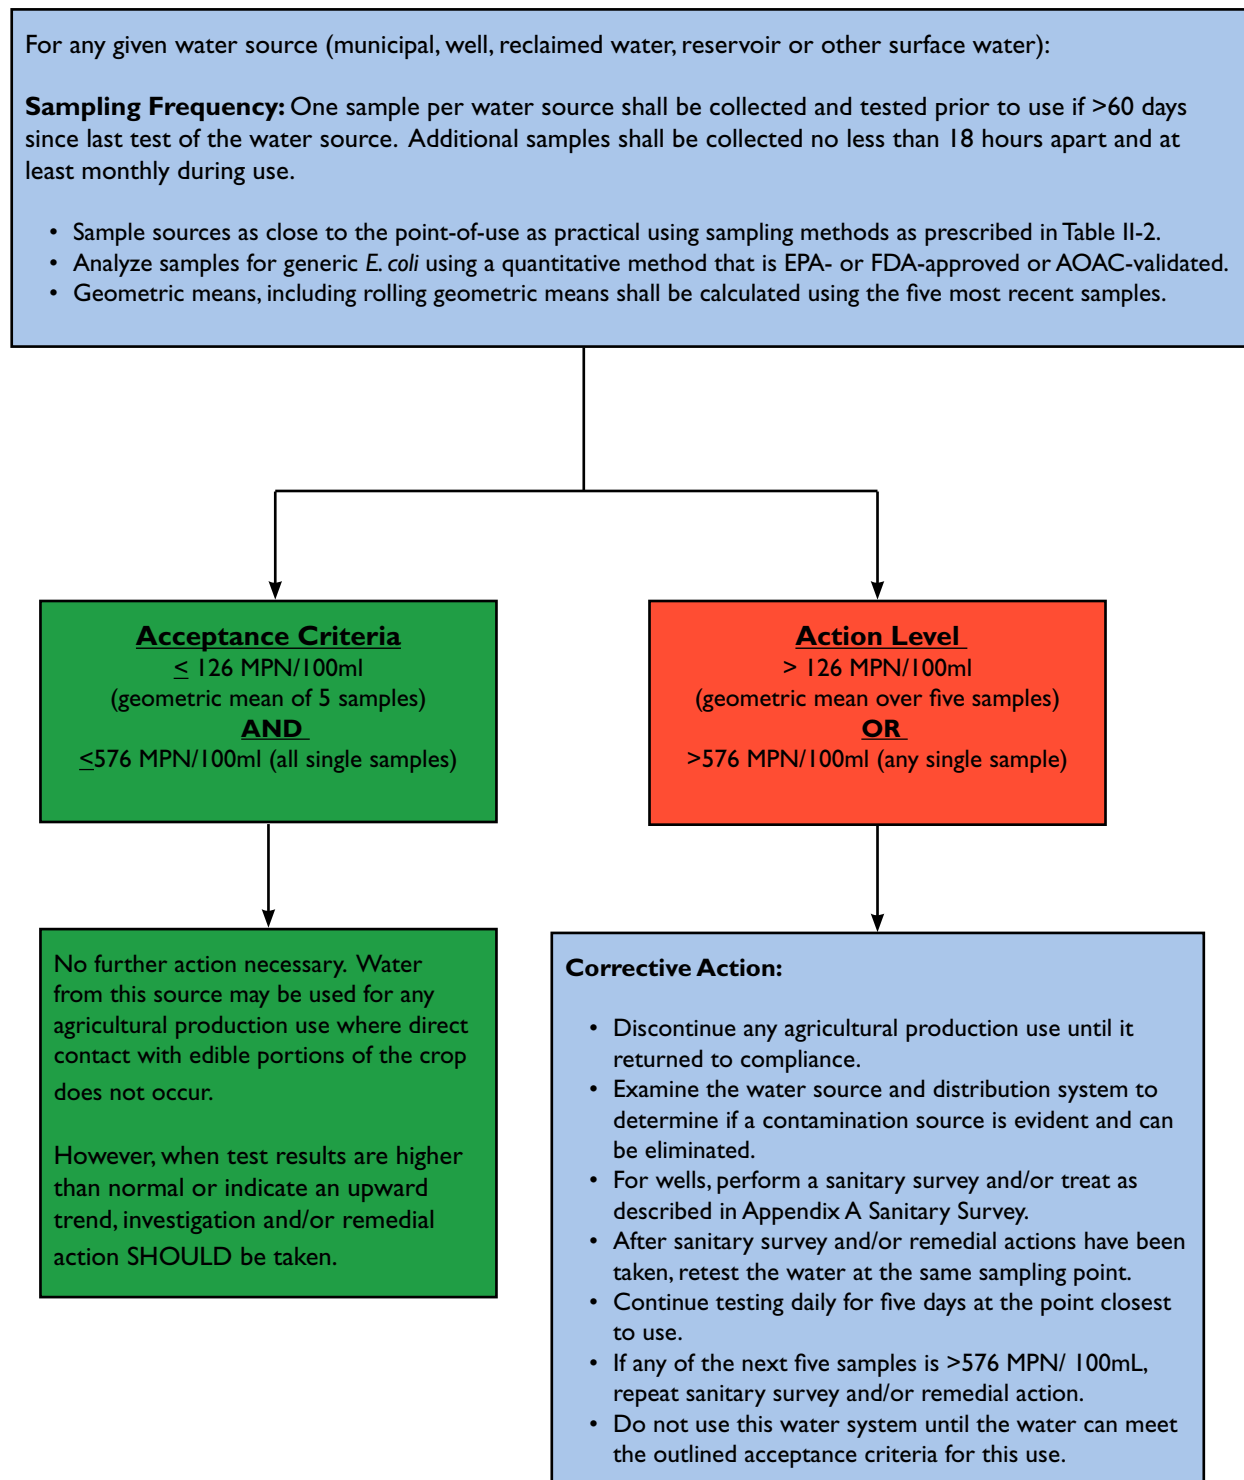 For any given water source (municipal, well, reclaimed water, reservoir or other surface water):
Sampling Frequency: One sample per water source shall be collected and tested prior to use if >60 days
since last test of the water source. Additional samples shall be collected no less than 18 hours apart and at
least monthly during use.
• Sample sources as close to the point-of-use as practical using sampling methods as prescribed in Table II-2.
• Analyze samples for generic E. coli using a quantitative method that is EPA- or FDA-approved or AOAC-validated.
• Geometric means, including rolling geometric means shall be calculated using the five most recent samples.
Acceptance Criteria
≤ 126 MPN/100ml
(geometric mean of 5 samples)
AND
≤576 MPN/100ml (all single samples)
Action Level
> 126 MPN/100ml
(geometric mean over five samples)
OR
>576 MPN/100ml (any single sample)
No further action necessary. Water
from this source may be used for any
agricultural production use where direct
contact with edible portions of the crop
does not occur.
However, when test results are higher
than normal or indicate an upward
trend, investigation and/or remedial
action SHOULD be taken.
Corrective Action:
• Discontinue any agricultural production use until it
returned to compliance.
• Examine the water source and distribution system to
determine if a contamination source is evident and can
be eliminated.
• For wells, perform a sanitary survey and/or treat as
described in Appendix A Sanitary Survey.
• After sanitary survey and/or remedial actions have been
taken, retest the water at the same sampling point.
• Continue testing daily for five days at the point closest
to use.
• If any of the next five samples is >576 MPN/ 100mL,
repeat sanitary survey and/or remedial action.
• Do not use this water system until the water can meet
the outlined acceptance criteria for this use.